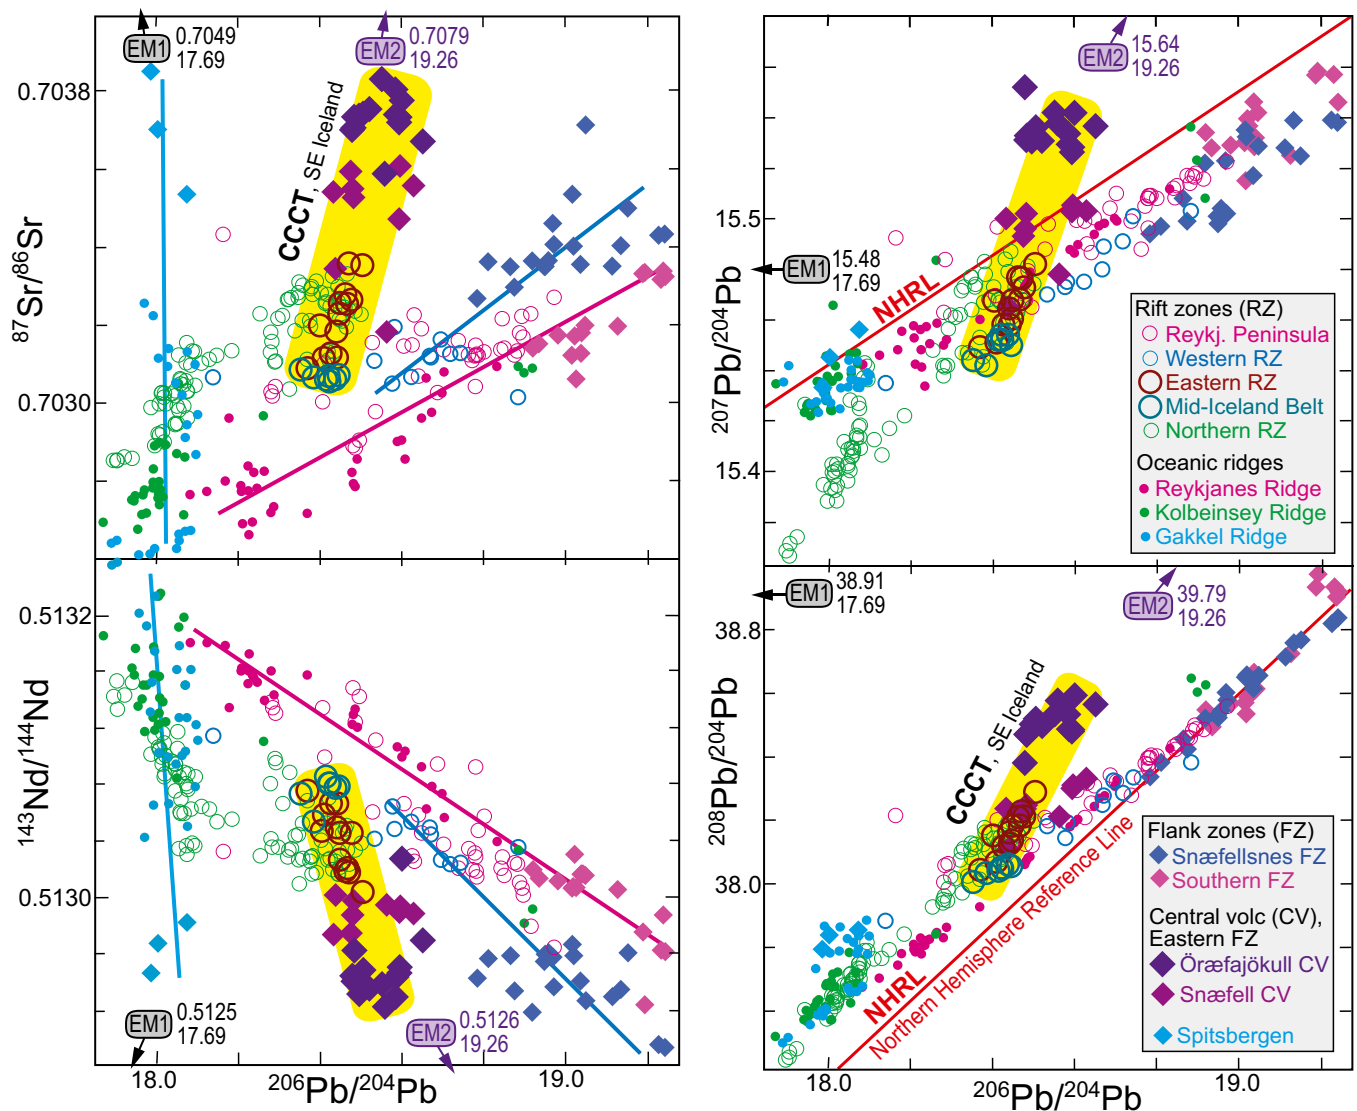 EM1 0.7049
17.69
EM2 0.7079
19.26
0.7038
0.7030
87Sr/86Sr
CCCT, SE Iceland
EM2 15.64
19.26
15.5
15.4
207Pb/204Pb
EM1 15.48
17.69
NHRL
Rift zones (RZ)
Reykj. Peninsula
Western RZ
Eastern RZ
Mid-Iceland Belt
Northern RZ
Oceanic ridges
Reykjanes Ridge
Kolbeinsey Ridge
Gakkel Ridge
0.5132
0.5130
143Nd/144Nd
EM1 0.5125
17.69
EM2 0.5126
19.26
18.0
19.0
206Pb/204Pb
EM1 38.91
17.69
EM2 39.79
19.26
38.8
38.0
208Pb/204Pb
CCCT, SE Iceland
NHRL
Northern Hemisphere Reference Line
Flank zones (FZ)
Snæfellsnes FZ
Southern FZ
Central volc (CV),
Eastern FZ
Öræfajökull CV
Snæfell CV
Spitsbergen
18.0
19.0
206Pb/204Pb